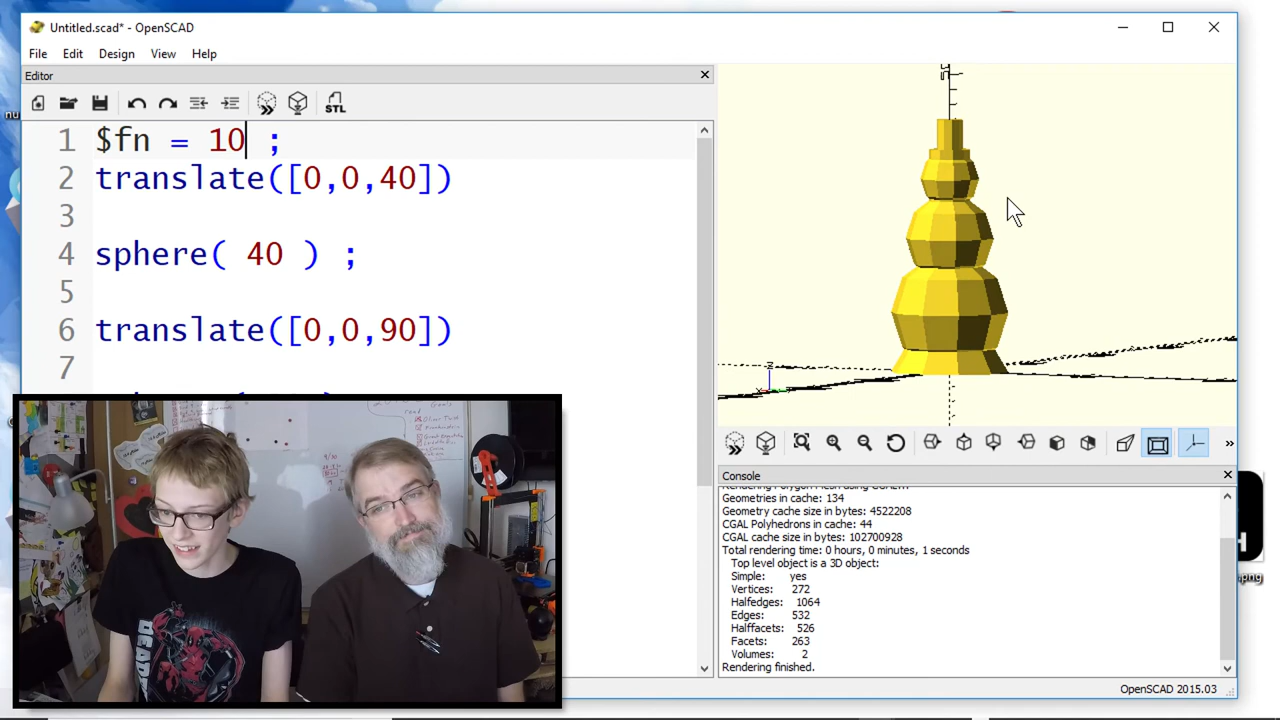 Untitled.scad* - OpenSCAD
File Edit Design View Help
Editor
STL
1 $fn = 10 ;
2 translate([0,0,40])
3
4 sphere( 40 ) ;
5
6 translate([0,0,90])
7
Console
Geometries in cache: 134
Geometry cache size in bytes: 4522208
CGAL Polyhedrons in cache: 44
CGAL cache size in bytes: 102700928
Total rendering time: 0 hours, 0 minutes, 1 seconds
Top level object is a 3D object:
Simple: yes
Vertices: 272
Halfedges: 1064
Edges: 532
Halffacets: 526
Facets: 263
Volumes: 2
Rendering finished.
OpenSCAD 2015.03
Goals
DEAD
.png